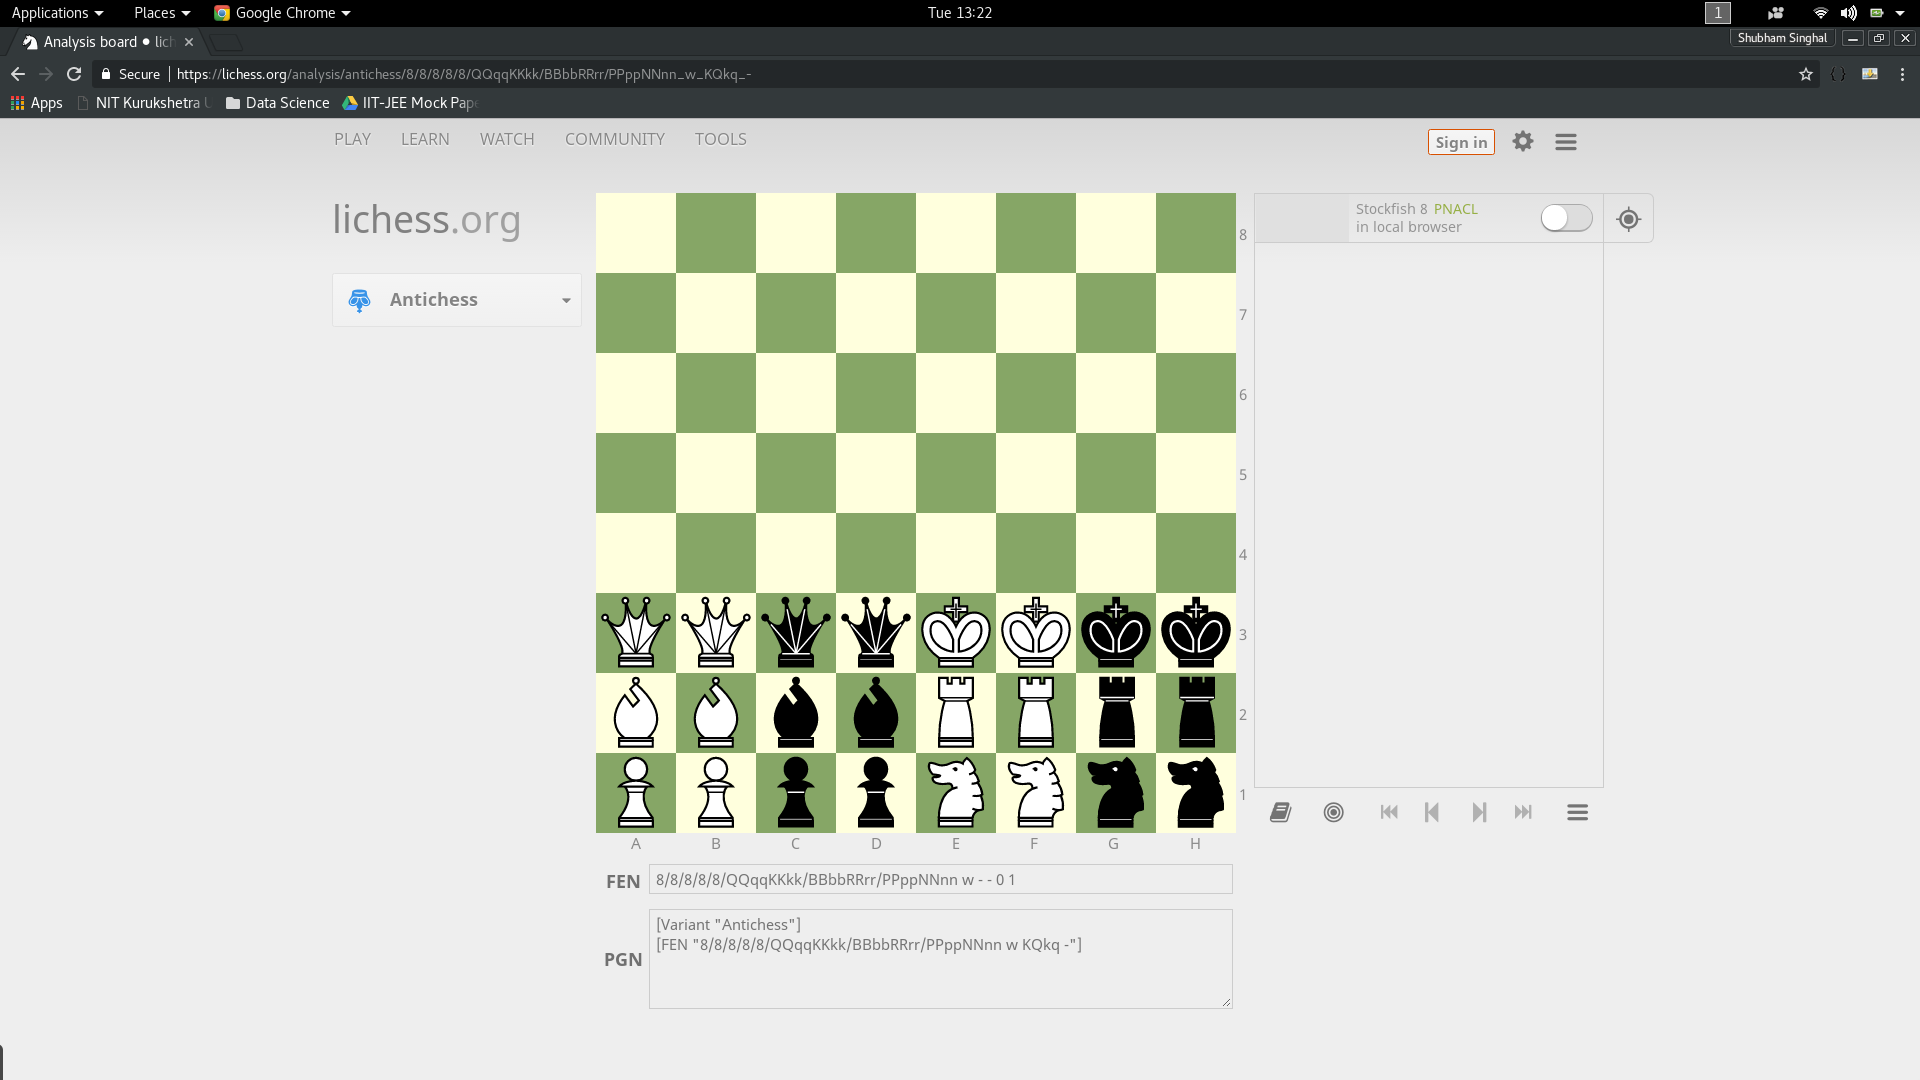 Applications Places Google Chrome Tue 13:22 1
Analysis board • lich Shubham Singhal
Secure https://lichess.org/analysis/antichess/8/8/8/8/8/QQqqKKkk/BBbbRRrr/PPppNNnn_w_KQkq_-
Apps NIT Kurukshetra U Data Science IIT-JEE Mock Pape
PLAY LEARN WATCH COMMUNITY TOOLS Sign in
lichess.org
Stockfish 8 PNACL
in local browser
Antichess
8
7
6
5
4
3
2
1
A B C D E F G H
FEN 8/8/8/8/8/QQqqKKkk/BBbbRRrr/PPppNNnn w - - 0 1
PGN
[Variant "Antichess"]
[FEN "8/8/8/8/8/QQqqKKkk/BBbbRRrr/PPppNNnn w KQkq -"]